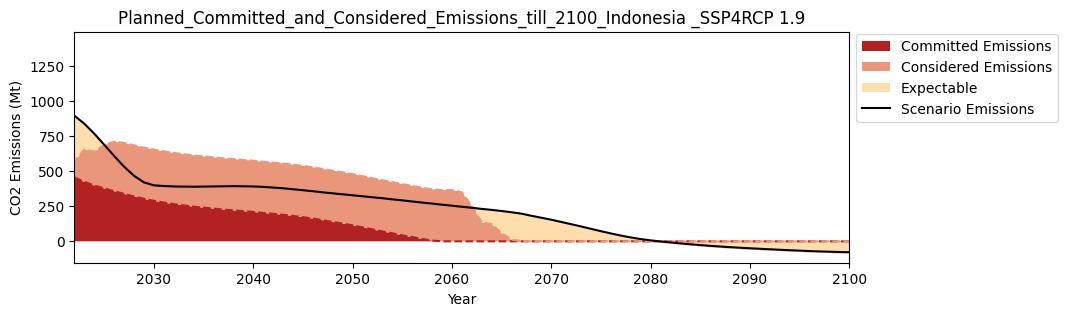 Planned_Committed_and_Considered_Emissions_till_2100_Indonesia _SSP4RCP 1.9
Committed Emissions
Considered Emissions
Expectable
Scenario Emissions
CO2 Emissions (Mt)
1250
1000
750
500
250
0
2030 2040 2050 2060 2070 2080 2090 2100
Year